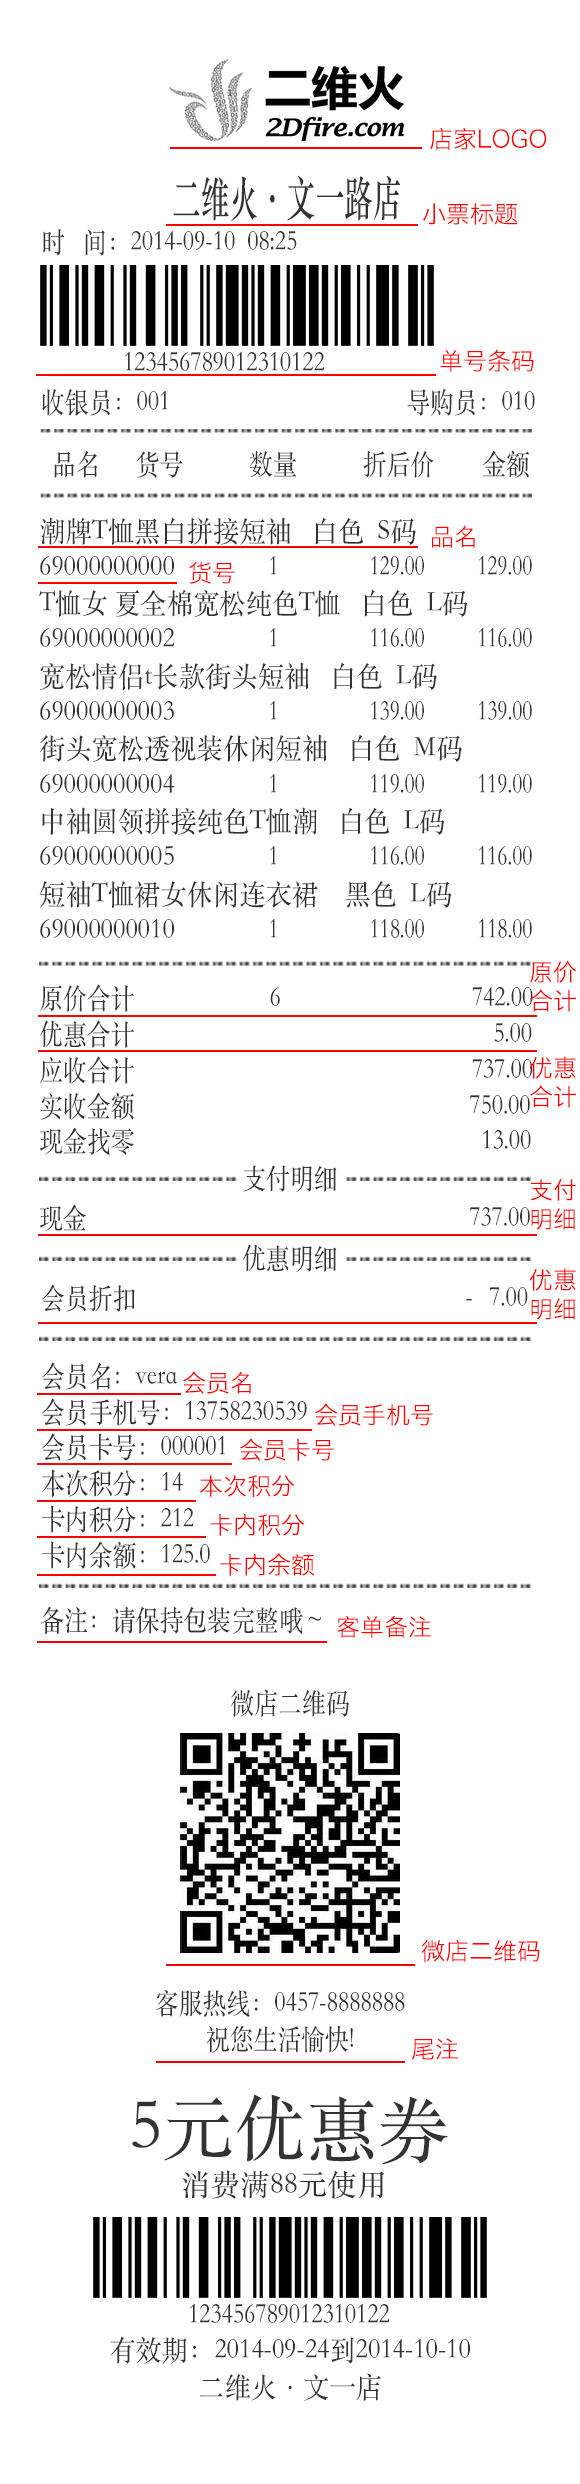 二维火
2Dfire.com
店家LOGO
二维火·文一路店
小票标题
时 间：2014-09-10 08:25
123456789012310122
单号条码
收银员：001 导购员：010
品名 货号 数量 折后价 金额
潮牌T恤黑白拼接短袖 白色 S码 品名
69000000000 货号 1 129.00 129.00
T恤女 夏全棉宽松纯色T恤 白色 L码
69000000002 1 116.00 116.00
宽松情侣t长款街头短袖 白色 L码
69000000003 1 139.00 139.00
街头宽松透视装休闲短袖 白色 M码
69000000004 1 119.00 119.00
中袖圆领拼接纯色T恤潮 白色 L码
69000000005 1 116.00 116.00
短袖T恤裙女休闲连衣裙 黑色 L码
69000000010 1 118.00 118.00
原价合计 6 742.00
原价
合计
优惠合计 5.00
应收合计 737.00
优惠
合计
实收金额 750.00
现金找零 13.00
支付明细
现金 737.00
支付
明细
优惠明细
会员折扣 - 7.00
优惠
明细
会员名：vera 会员名
会员手机号：13758230539 会员手机号
会员卡号：000001 会员卡号
本次积分：14 本次积分
卡内积分：212 卡内积分
卡内余额：125.0 卡内余额
备注：请保持包装完整哦~ 客单备注
微店二维码
微店二维码
客服热线：0457-8888888
祝您生活愉快!
尾注
5元优惠券
消费满88元使用
123456789012310122
有效期：2014-09-24到2014-10-10
二维火·文一店